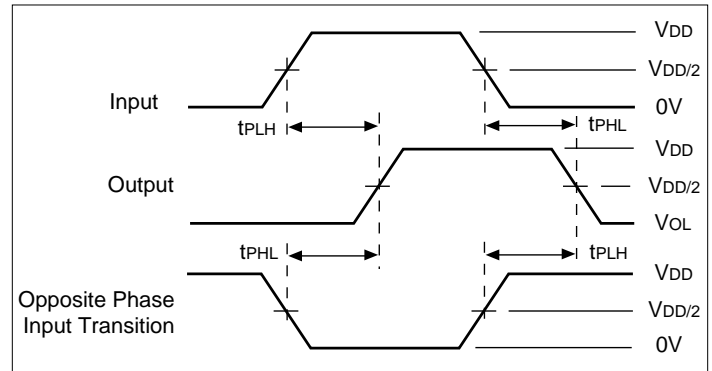 VDD
VDD/2
Input
0V
tPLH
tPHL
VDD
Output
VDD/2
VOL
tPHL
tPLH
VDD
Opposite Phase
Input Transition
VDD/2
0V